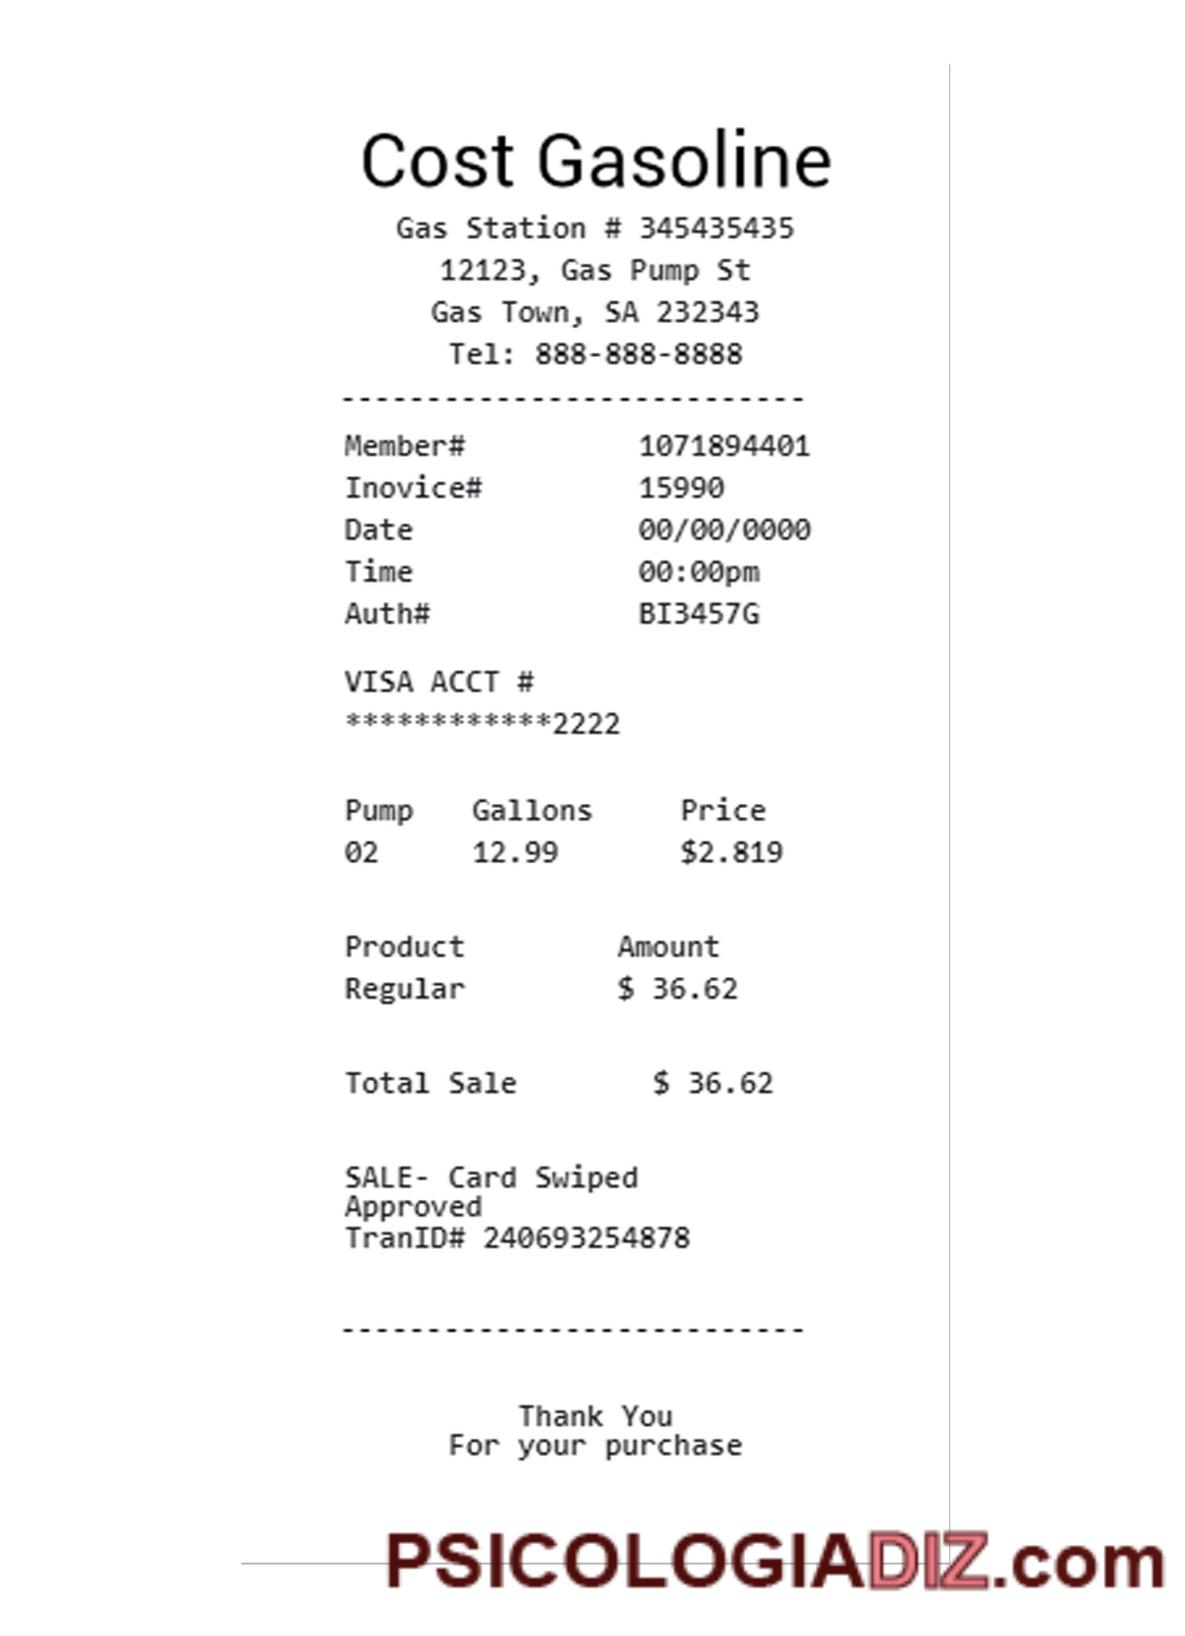 Cost Gasoline
Gas Station # 345435435
12123, Gas Pump St
Gas Town, SA 232343
Tel: 888-888-8888
---------------------------
Member# 1071894401
Inovice# 15990
Date 00/00/0000
Time 00:00pm
Auth# BI3457G
VISA ACCT #
************2222
Pump Gallons Price
02 12.99 $2.819
Product Amount
Regular $ 36.62
Total Sale $ 36.62
SALE- Card Swiped
Approved
TranID# 240693254878
---------------------------
Thank You
For your purchase
PSICOLOGIADIZ.com